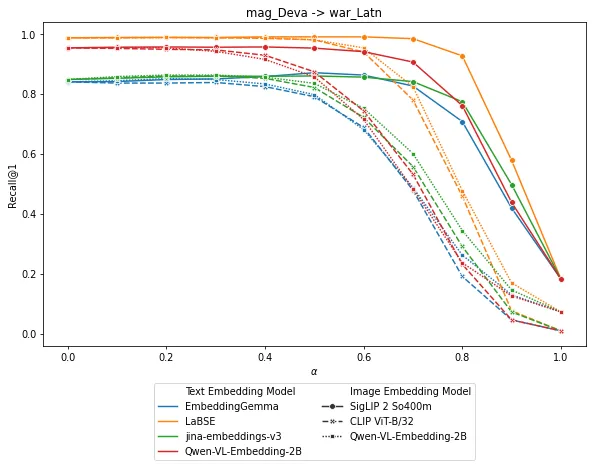 mag_Deva -> war_Latn
Recall@1
1.0
0.8
0.6
0.4
0.2
0.0
0.0 0.2 0.4 0.6 0.8 1.0
α
Text Embedding Model
EmbeddingGemma
LaBSE
jina-embeddings-v3
Qwen-VL-Embedding-2B
Image Embedding Model
SigLIP 2 So400m
CLIP ViT-B/32
Qwen-VL-Embedding-2B